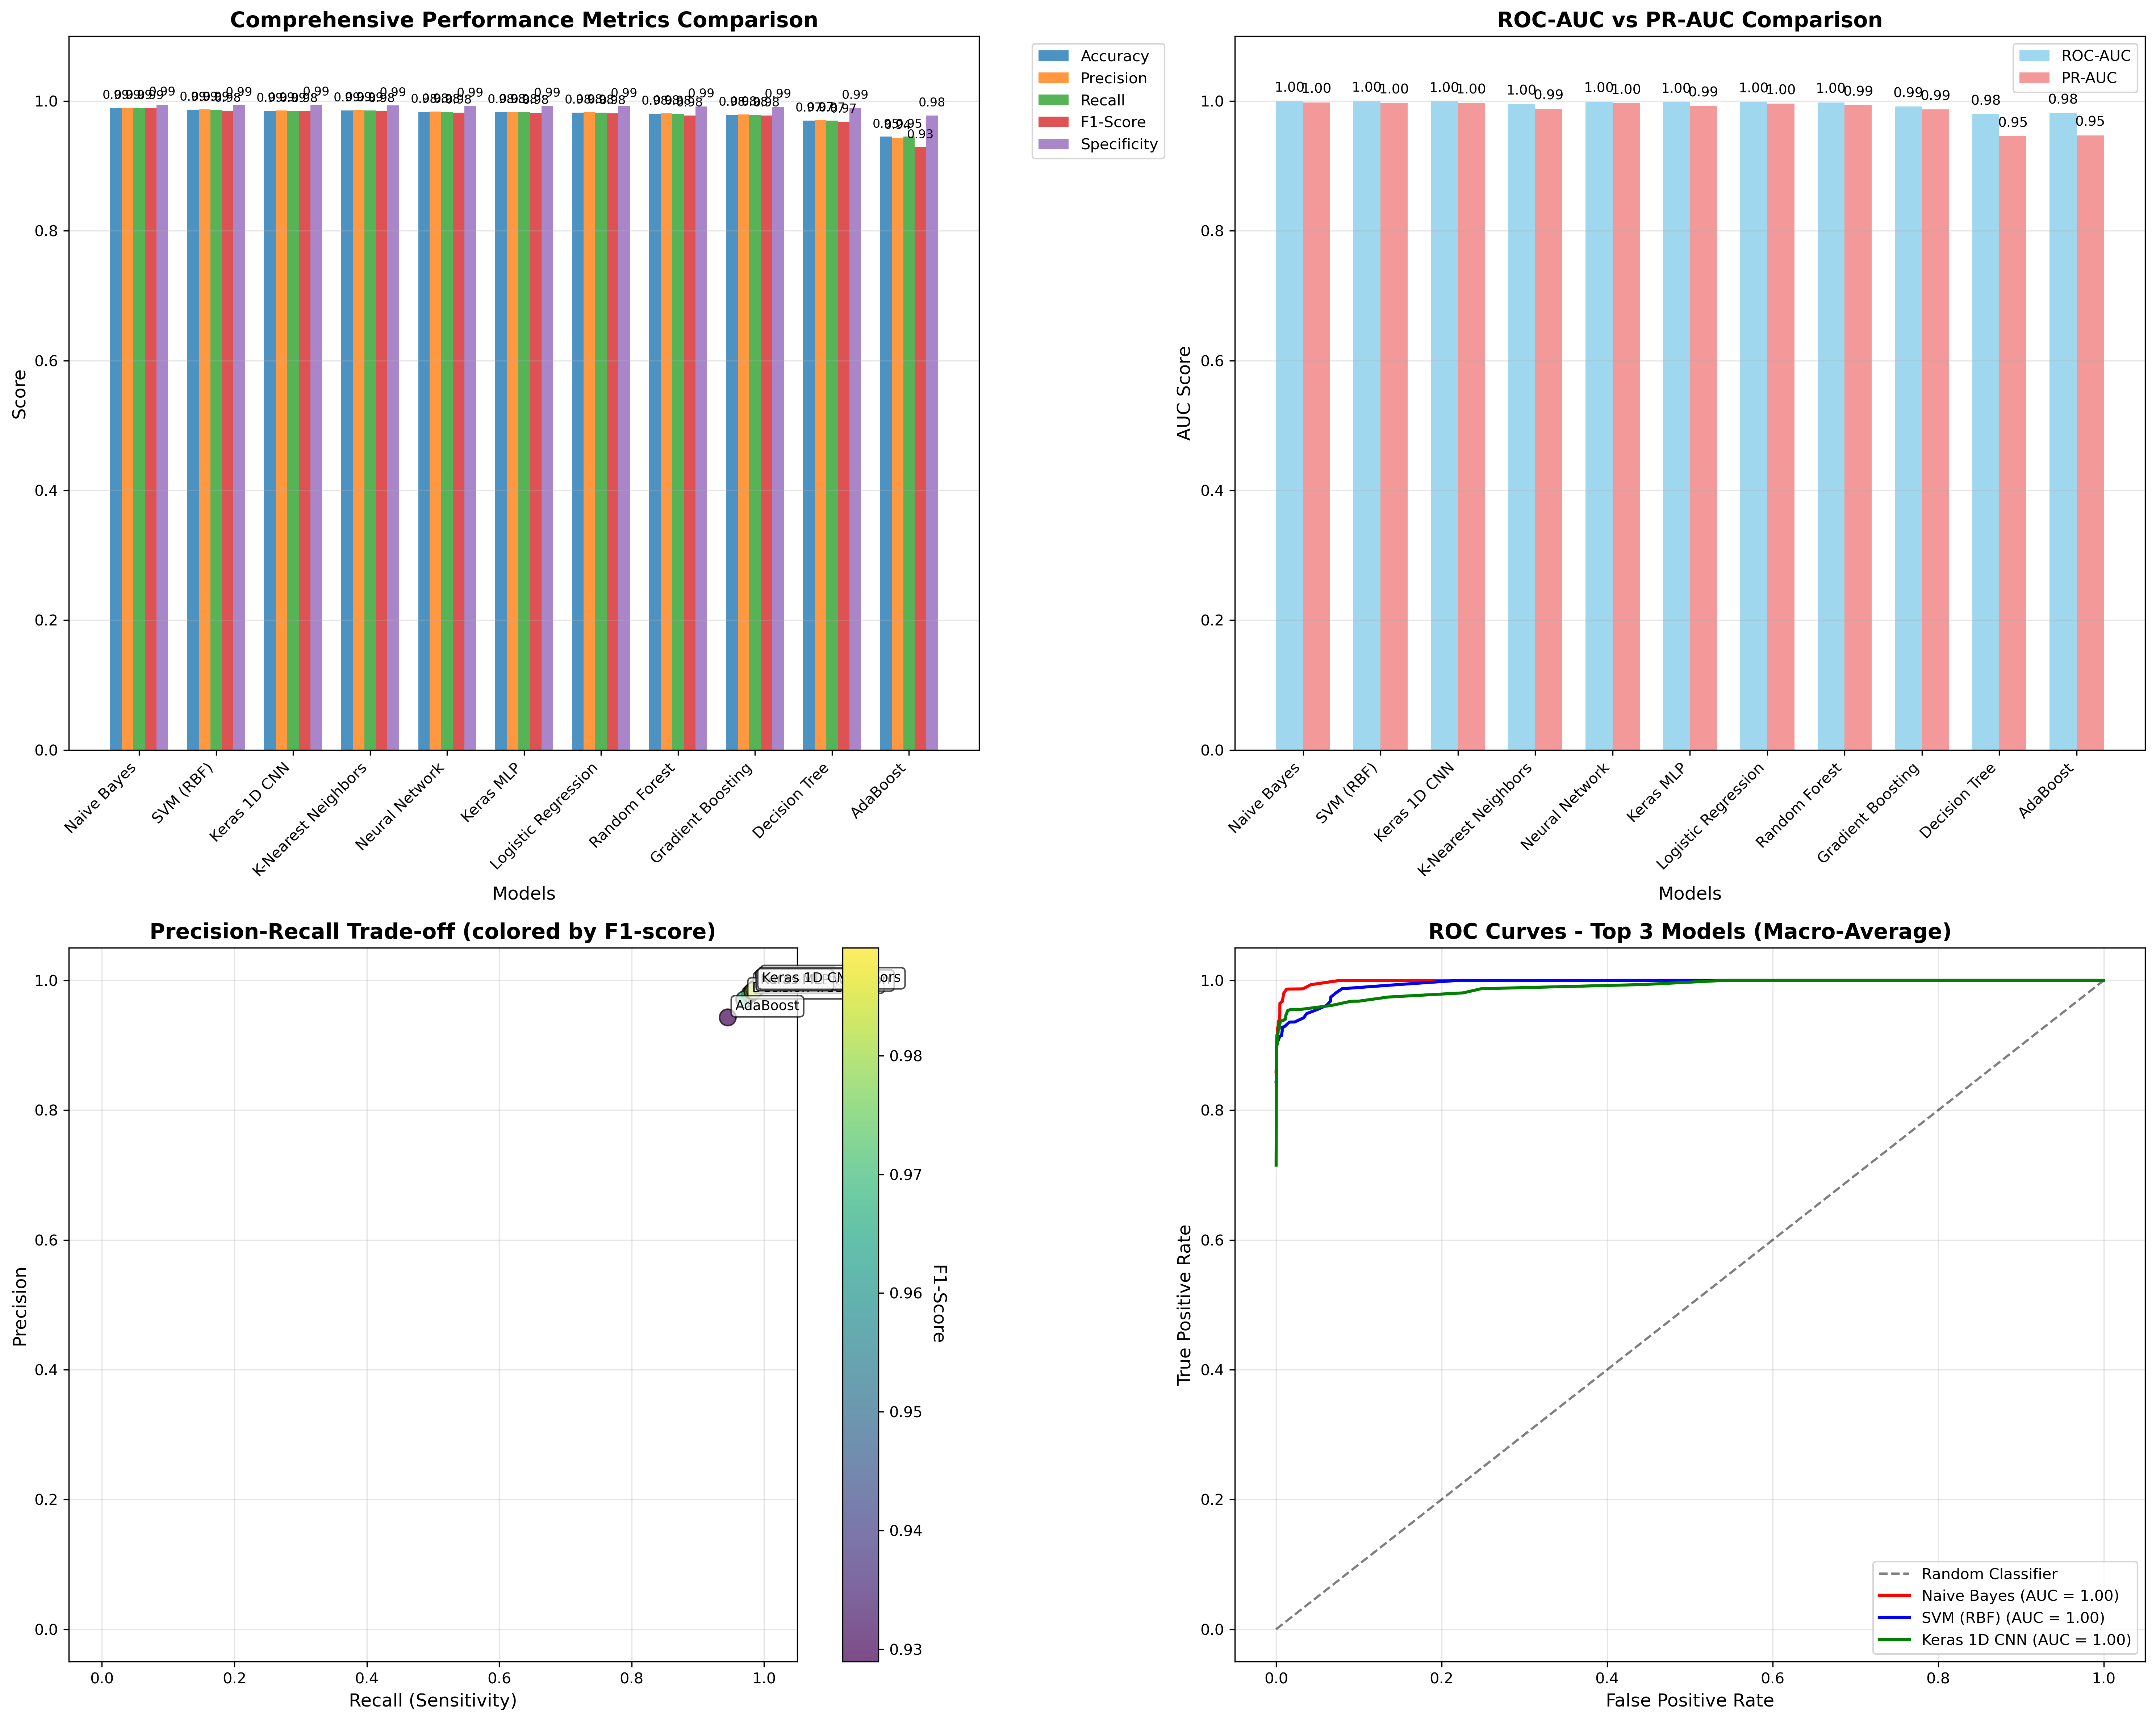 Comprehensive Performance Metrics Comparison
Accuracy
Precision
Recall
F1-Score
Specificity
0.99
0.99
0.99
0.99
0.99
0.99
0.99
0.99
0.99
0.98
0.95
0.94
0.95
0.93
1.0
0.8
0.6
0.4
0.2
0.0
Score
Naive Bayes
SVM (RBF)
Keras 1D CNN
K-Nearest Neighbors
Neural Network
Keras MLP
Logistic Regression
Random Forest
Gradient Boosting
Decision Tree
AdaBoost
Models
ROC-AUC vs PR-AUC Comparison
ROC-AUC
PR-AUC
1.00 1.00
1.00 1.00
1.00 1.00
1.00 0.99
1.00 1.00
1.00 0.99
1.00 1.00
1.00 0.99
0.99 0.99
0.98 0.95
0.98 0.95
1.0
0.8
0.6
0.4
0.2
0.0
AUC Score
Naive Bayes
SVM (RBF)
Keras 1D CNN
K-Nearest Neighbors
Neural Network
Keras MLP
Logistic Regression
Random Forest
Gradient Boosting
Decision Tree
AdaBoost
Models
Precision-Recall Trade-off (colored by F1-score)
Keras 1D CN
AdaBoost
1.0
0.8
0.6
0.4
0.2
0.0
Precision
0.0 0.2 0.4 0.6 0.8 1.0
Recall (Sensitivity)
0.98
0.97
0.96
0.95
0.94
0.93
F1-Score
ROC Curves - Top 3 Models (Macro-Average)
1.0
0.8
0.6
0.4
0.2
0.0
True Positive Rate
0.0 0.2 0.4 0.6 0.8 1.0
False Positive Rate
Random Classifier
Naive Bayes (AUC = 1.00)
SVM (RBF) (AUC = 1.00)
Keras 1D CNN (AUC = 1.00)